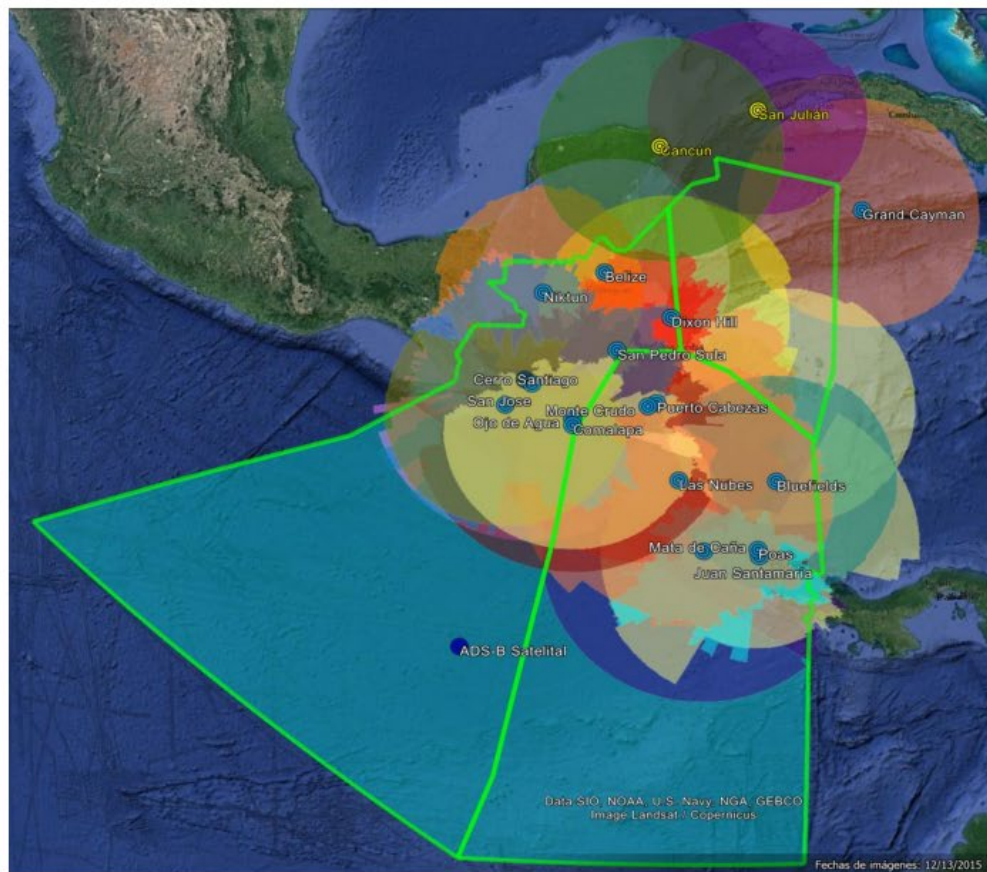 San Julián
Cancun
Grand Cayman
Belize
Niktun
Dixon Hill
San Pedro Sula
Cerro Santiago
San Jose
Monte Crudo
Puerto Cabezas
Ojo de Agua
Comalapa
Las Nubes
Bluefields
Mata de Caña
Poas
Juan Santamaria
ADS-B Satelital
Data SIO, NOAA, U.S. Navy, NGA, GEBCO
Image Landsat / Copernicus
Fechas de imágenes: 12/13/2015